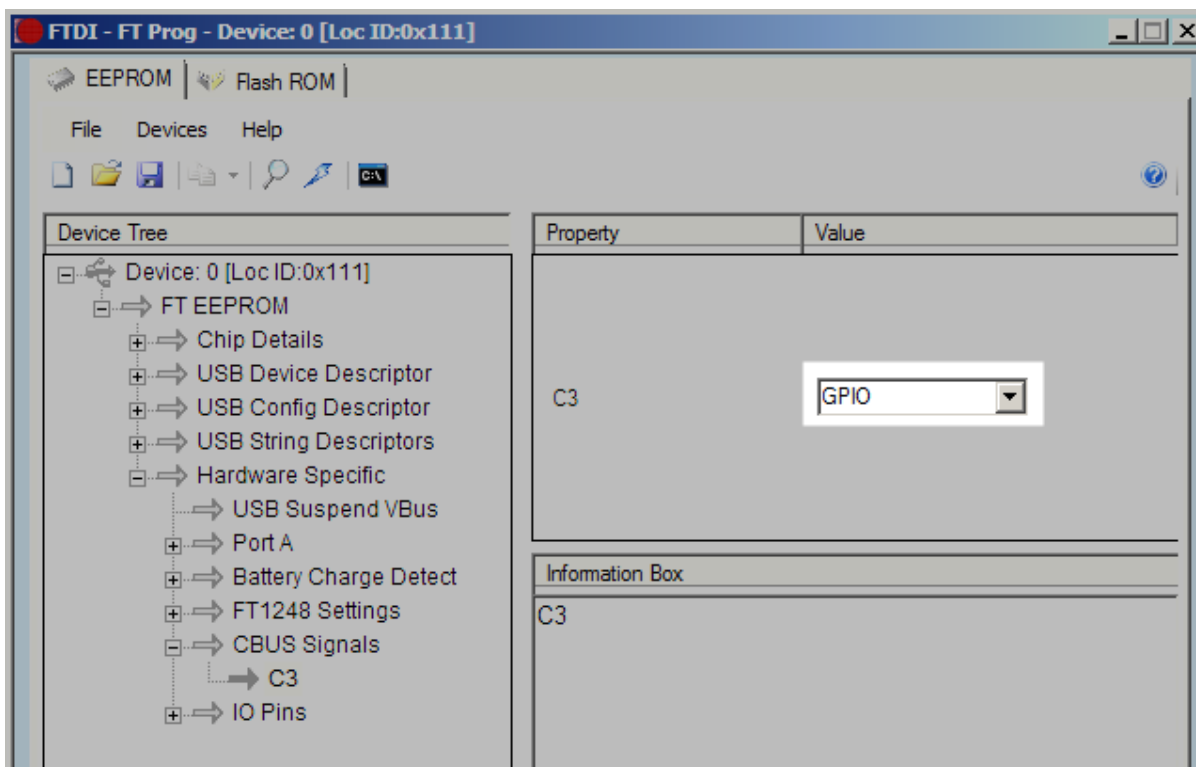 FTDI - FT Prog - Device: 0 [Loc ID:0x111]
EEPROM Flash ROM
File Devices Help
C:\
Device Tree
Device: 0 [Loc ID:0x111]
FT EEPROM
Chip Details
USB Device Descriptor
USB Config Descriptor
USB String Descriptors
Hardware Specific
USB Suspend VBus
Port A
Battery Charge Detect
FT1248 Settings
CBUS Signals
C3
IO Pins
Property Value
C3 GPIO
Information Box
C3